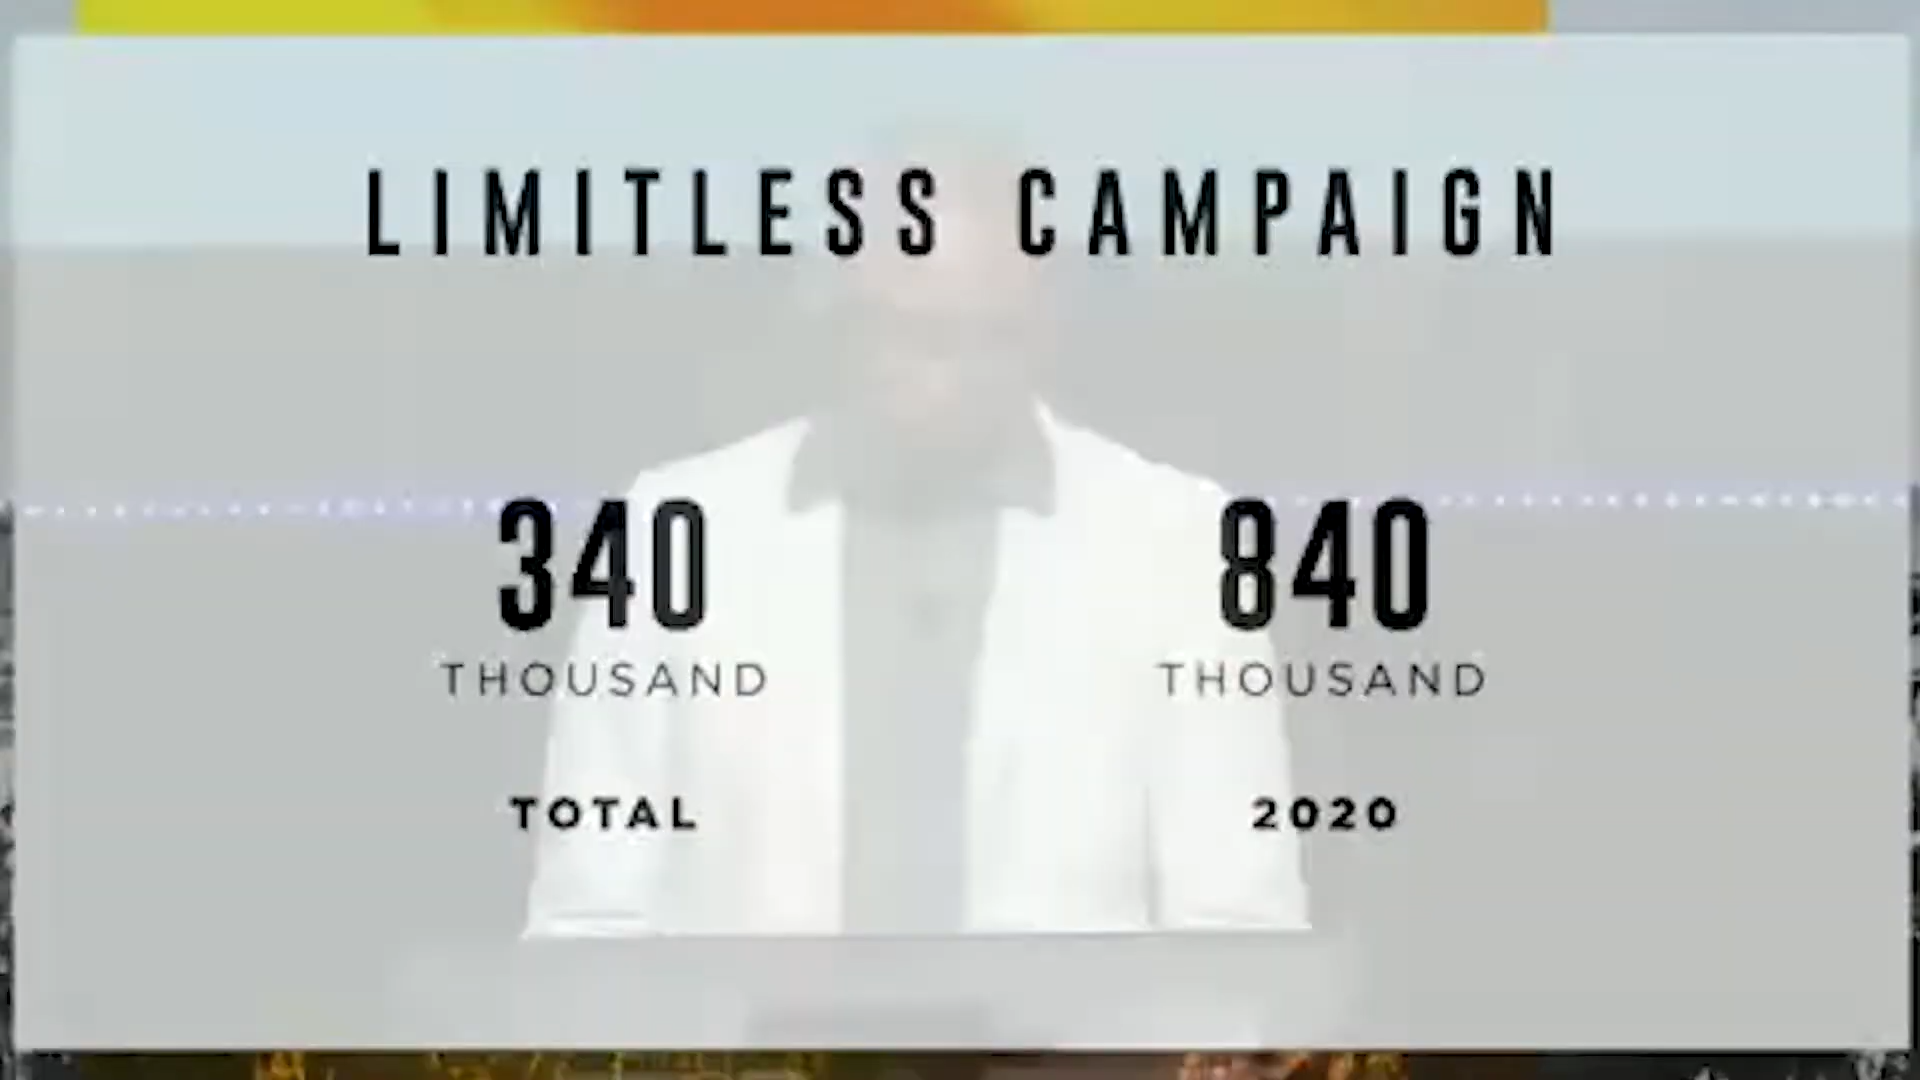 LIMITLESS CAMPAIGN
340
THOUSAND
TOTAL
840
THOUSAND
2020